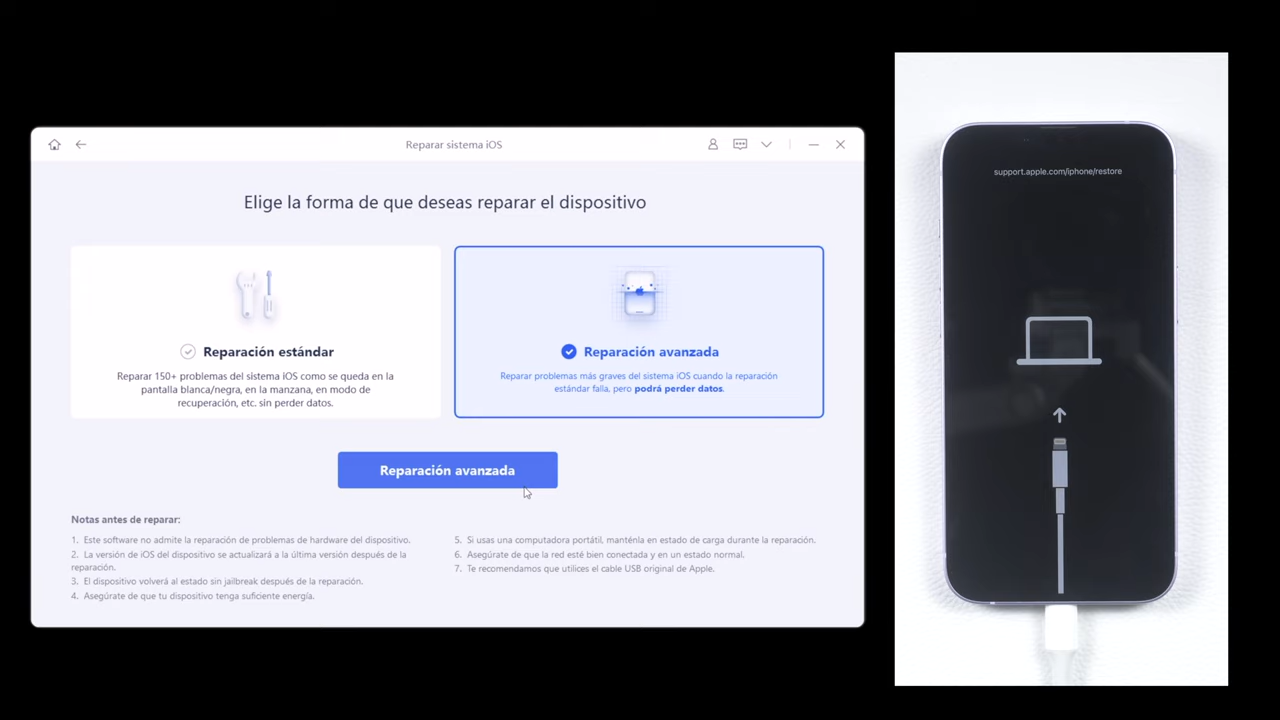 Reparar sistema iOS
Elige la forma de que deseas reparar el dispositivo
Reparación estándar
Reparar 150+ problemas del sistema iOS como se queda en la
pantalla blanca/negra, en la manzana, en modo de
recuperación, etc. sin perder datos.
Reparación avanzada
Reparar problemas más graves del sistema iOS cuando la reparación
estándar falla, pero podrá perder datos.
Reparación avanzada
Notas antes de reparar:
1. Este software no admite la reparación de problemas de hardware del dispositivo.
2. La versión de iOS del dispositivo se actualizará a la última versión después de la
reparación.
3. El dispositivo volverá al estado sin jailbreak después de la reparación.
4. Asegúrate de que tu dispositivo tenga suficiente energía.
5. Si usas una computadora portátil, manténla en estado de carga durante la reparación.
6. Asegúrate de que la red esté bien conectada y en un estado normal.
7. Te recomendamos que utilices el cable USB original de Apple.
support.apple.com/iphone/restore